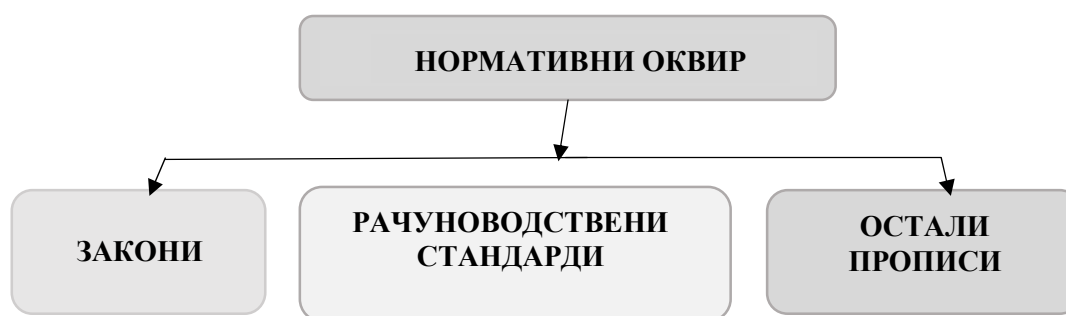 НОРМАТИВНИ ОКВИР
ЗАКОНИ
РАЧУНОВОДСТВЕНИ
СТАНДАРДИ
ОСТАЛИ
ПРОПИСИ